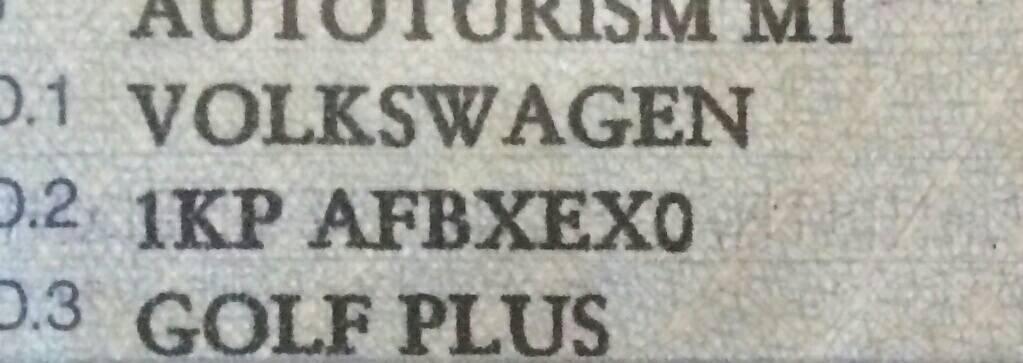 AUTOTURISM M1
D.1 VOLKSWAGEN
D.2 1KP AFBXEX0
D.3 GOLF PLUS